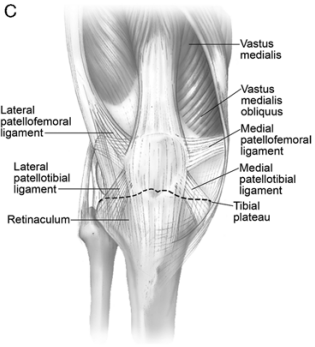 C
Vastus
medialis
Vastus
medialis
obliquus
Lateral
patellofemoral
ligament
Medial
patellofemoral
ligament
Lateral
patellotibial
ligament
Medial
patellotibial
ligament
Retinaculum
Tibial
plateau